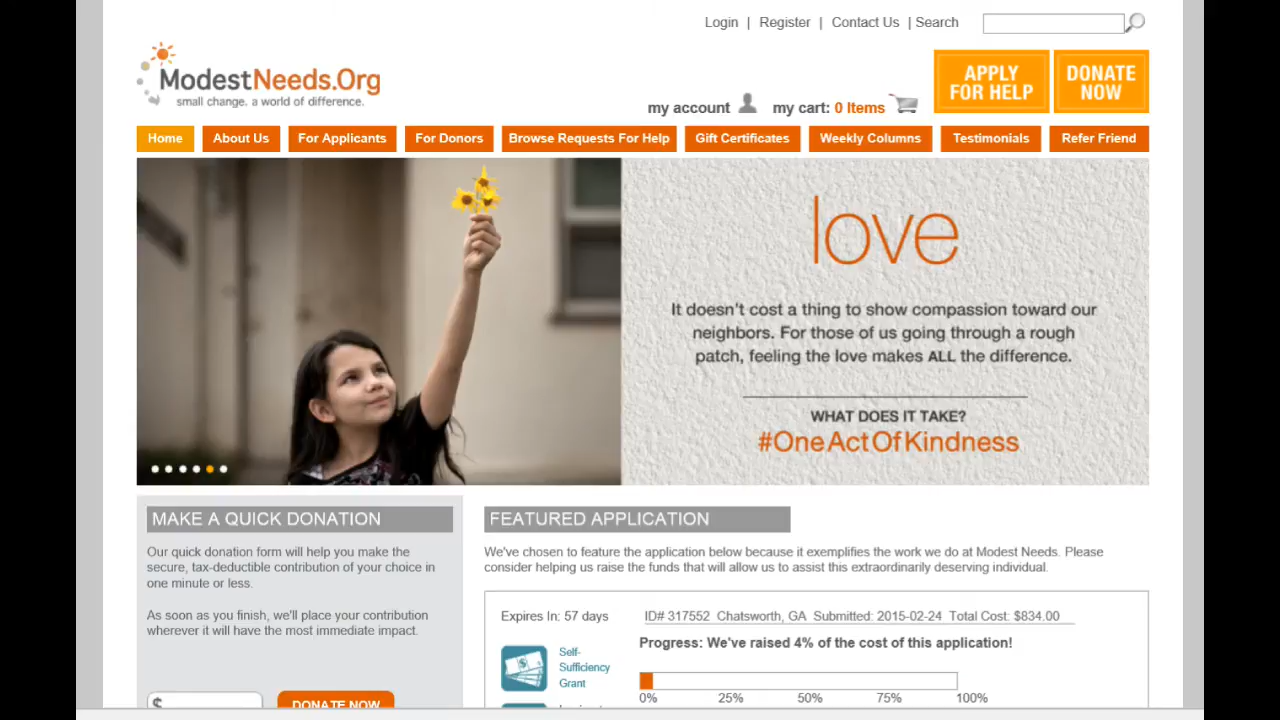 Login | Register | Contact Us | Search
ModestNeeds.Org
small change. a world of difference.
my account my cart: 0 Items
APPLY
FOR HELP
DONATE
NOW
Home About Us For Applicants For Donors Browse Requests For Help Gift Certificates Weekly Columns Testimonials Refer Friend
love
It doesn't cost a thing to show compassion toward our
neighbors. For those of us going through a rough
patch, feeling the love makes ALL the difference.
WHAT DOES IT TAKE?
#OneActOfKindness
MAKE A QUICK DONATION
Our quick donation form will help you make the
secure, tax-deductible contribution of your choice in
one minute or less.
As soon as you finish, we'll place your contribution
wherever it will have the most immediate impact.
$
DONATE NOW
FEATURED APPLICATION
We've chosen to feature the application below because it exemplifies the work we do at Modest Needs. Please
consider helping us raise the funds that will allow us to assist this extraordinarily deserving individual.
Expires In: 57 days
ID# 317552 Chatsworth, GA Submitted: 2015-02-24 Total Cost: $834.00
Progress: We've raised 4% of the cost of this application!
Self-
Sufficiency
Grant
0% 25% 50% 75% 100%